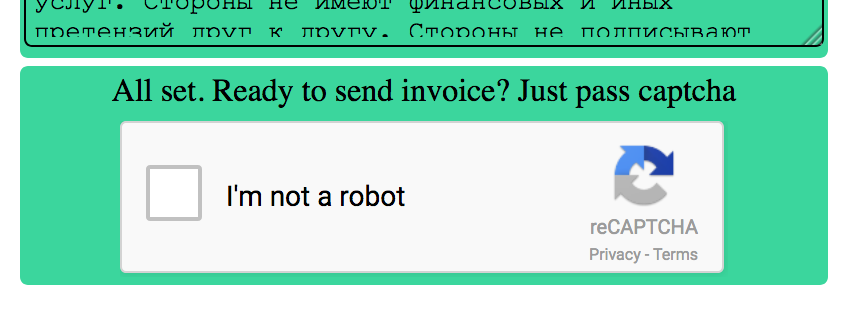 услуг. Стороны не имеют финансовых и иных
претензий друг к другу. Стороны не подписывают
All set. Ready to send invoice? Just pass captcha
I'm not a robot
reCAPTCHA
Privacy - Terms